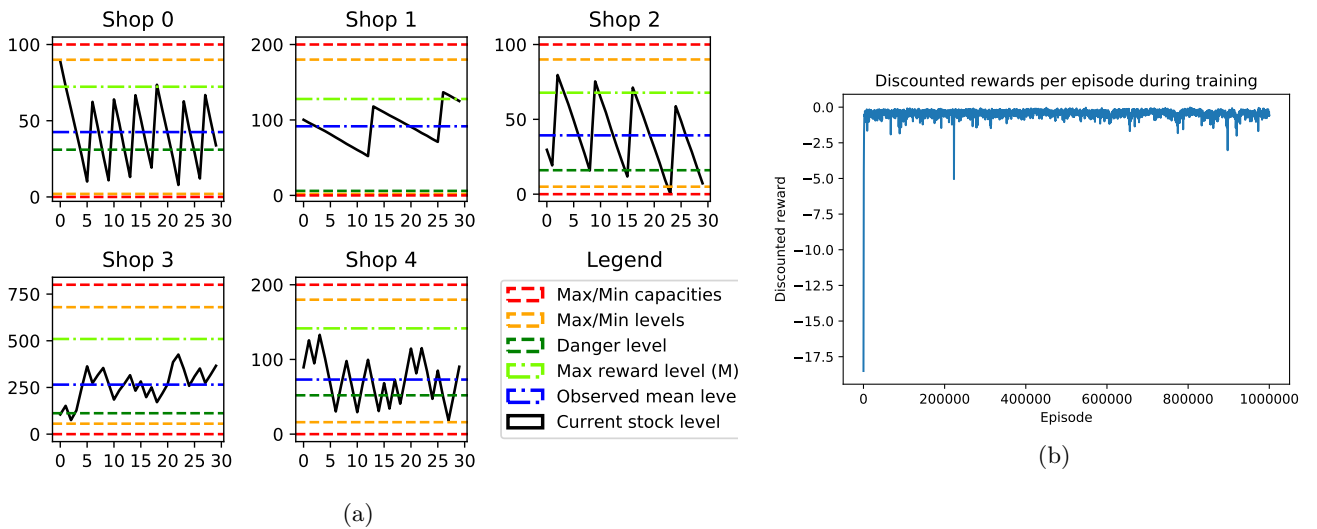 Shop 0
100
50
0
0 5 10 15 20 25 30
Shop 1
200
100
0
0 5 10 15 20 25 30
Shop 2
100
50
0
0 5 10 15 20 25 30
Shop 3
750
500
250
0
0 5 10 15 20 25 30
Shop 4
200
100
0
0 5 10 15 20 25 30
Legend
Max/Min capacities
Max/Min levels
Danger level
Max reward level (M)
Observed mean leve
Current stock level
(a)
Discounted rewards per episode during training
Discounted reward
0.0
−2.5
−5.0
−7.5
−10.0
−12.5
−15.0
−17.5
0 200000 400000 600000 800000 1000000
Episode
(b)